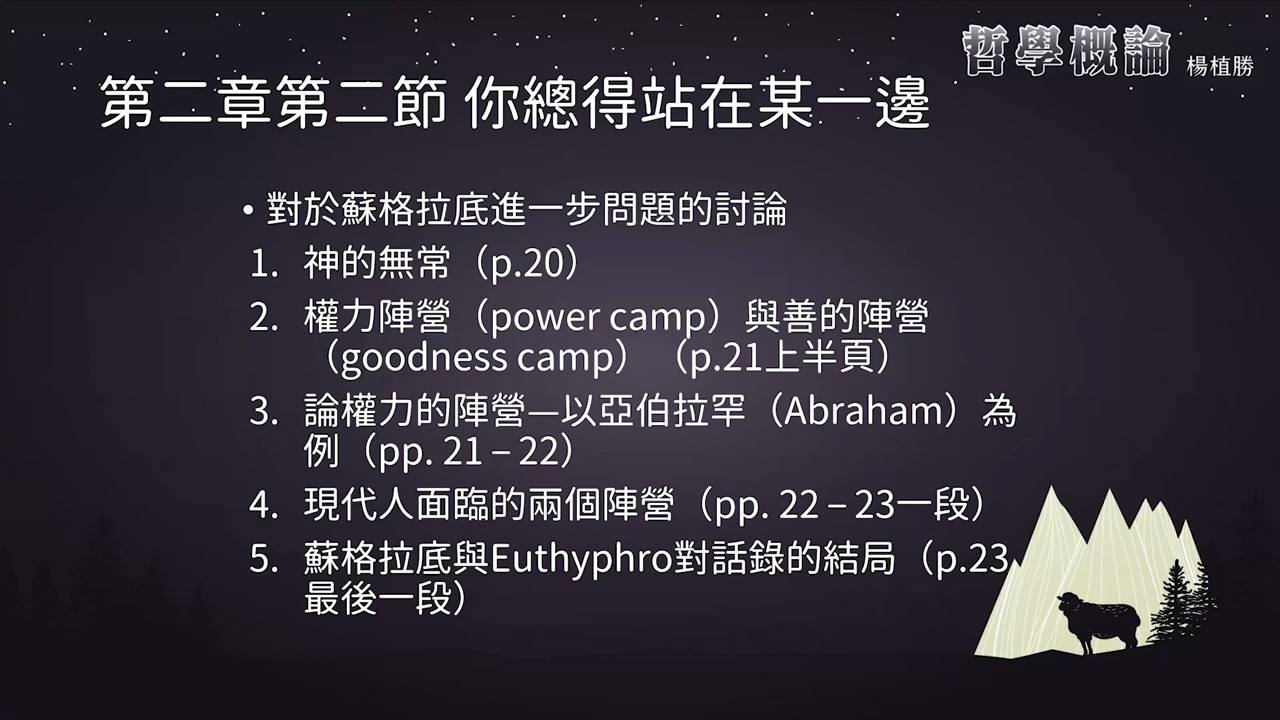 哲學概論 楊植勝
第二章第二節 你總得站在某一邊
• 對於蘇格拉底進一步問題的討論
1. 神的無常（p.20）
2. 權力陣營（power camp）與善的陣營
（goodness camp）（p.21上半頁）
3. 論權力的陣營—以亞伯拉罕（Abraham）為
例（pp. 21 – 22）
4. 現代人面臨的兩個陣營（pp. 22 – 23一段）
5. 蘇格拉底與Euthyphro對話錄的結局（p.23
最後一段）